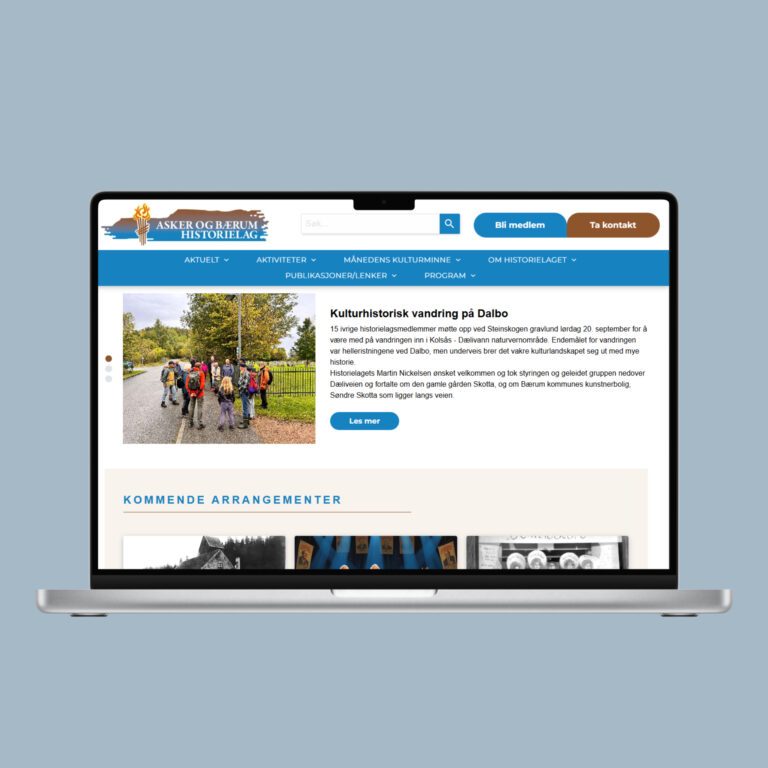 ASKER OG BÆRUM
HISTORIELAG
Søk...
Bli medlem
Ta kontakt
AKTUELT
AKTIVITETER
MÅNEDENS KULTURMINNE
OM HISTORIELAGET
PUBLIKASJONER/LENKER
PROGRAM
Kulturhistorisk vandring på Dalbo
15 ivrige historielagsmedlemmer møtte opp ved Steinskogen gravlund lørdag 20. september for å
være med på vandringen inn i Kolsås - Dælivann naturvernområde. Endemålet for vandringen
var helleristningene ved Dalbo, men underveis brer det vakre kulturlandskapet seg ut med mye
historie.
Historielagets Martin Nickelsen ønsket velkommen og tok styringen og geleidet gruppen nedover
Dæliveien og fortalte om den gamle gården Skotta, og om Bærum kommunes kunstnerbolig,
Søndre Skotta som ligger langs veien.
Les mer
KOMMENDE ARRANGEMENTER